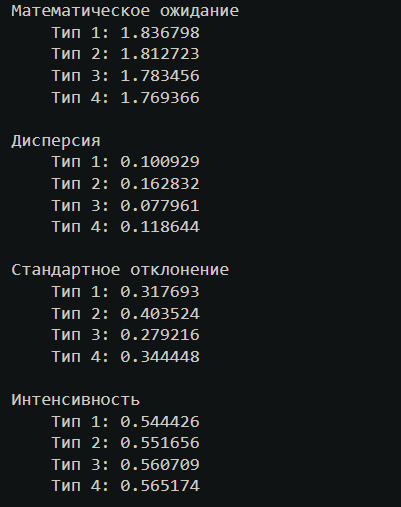 Математическое ожидание
Тип 1: 1.836798
Тип 2: 1.812723
Тип 3: 1.783456
Тип 4: 1.769366
Дисперсия
Тип 1: 0.100929
Тип 2: 0.162832
Тип 3: 0.077961
Тип 4: 0.118644
Стандартное отклонение
Тип 1: 0.317693
Тип 2: 0.403524
Тип 3: 0.279216
Тип 4: 0.344448
Интенсивность
Тип 1: 0.544426
Тип 2: 0.551656
Тип 3: 0.560709
Тип 4: 0.565174